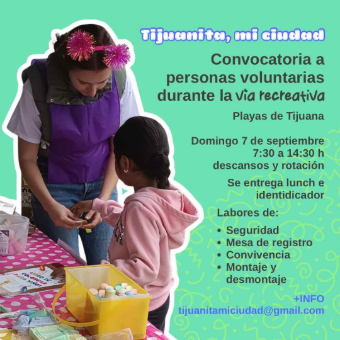 Tijuanita, mi ciudad
Convocatoria a
personas voluntarias
durante la Vía recreativa
Playas de Tijuana
Domingo 7 de septiembre
7:30 a 14:30 h
descansos y rotación
Se entrega lunch e
identidicador
Labores de:
• Seguridad
• Mesa de registro
• Convivencia
• Montaje y
desmontaje
+INFO
tijuanitamiciudad@gmail.com